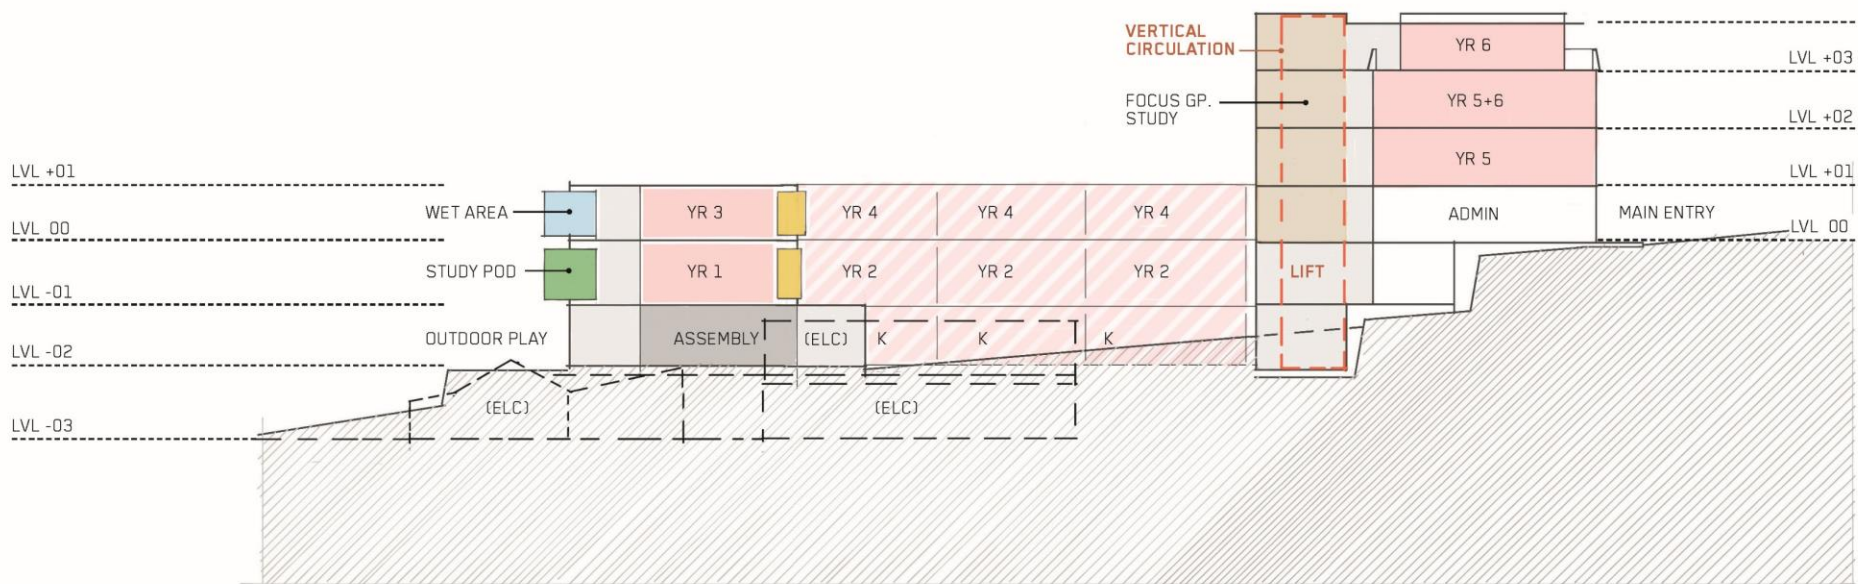 VERTICAL
CIRCULATION
YR 6
LVL +03
FOCUS GP.
STUDY
YR 5+6
LVL +02
YR 5
LVL +01
LVL +01
WET AREA
YR 3
YR 4
YR 4
YR 4
ADMIN
MAIN ENTRY
LVL 00
LVL 00
STUDY POD
YR 1
YR 2
YR 2
YR 2
LIFT
LVL -01
OUTDOOR PLAY
ASSEMBLY
(ELC)
K
K
K
LVL -02
(ELC)
(ELC)
LVL -03